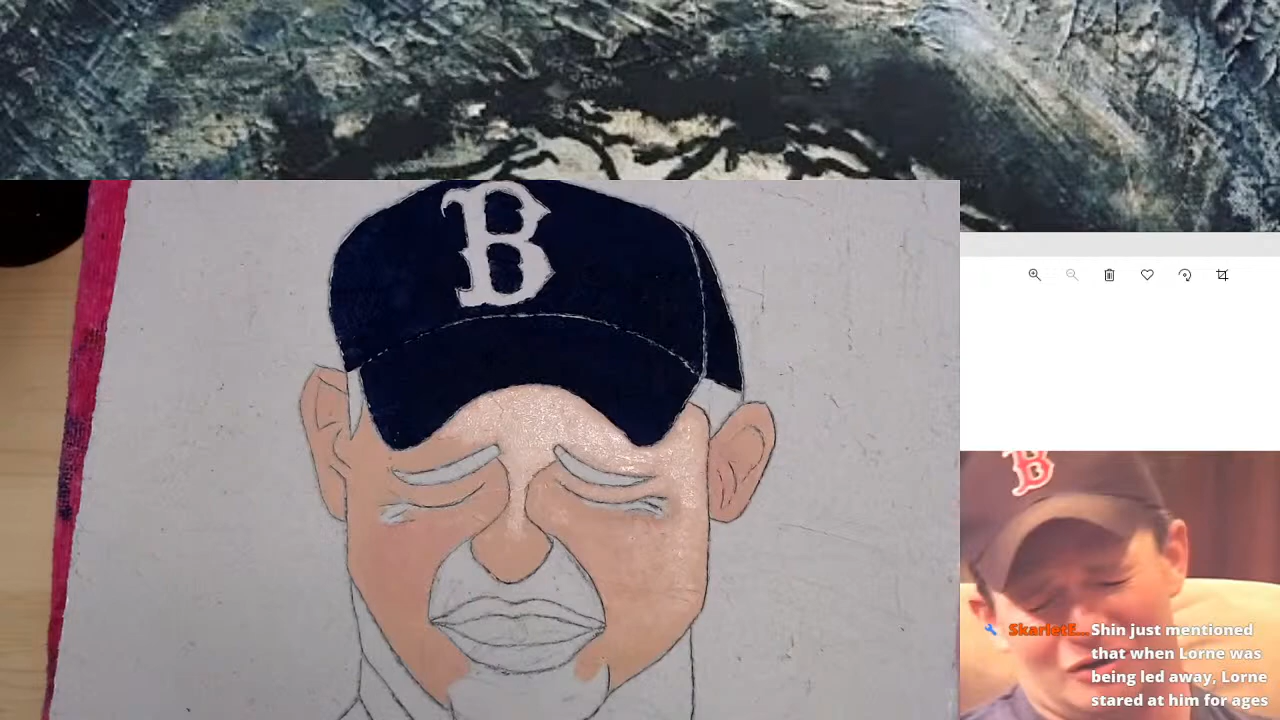 B
B
SkarletE... Shin just mentioned
that when Lorne was
being led away, Lorne
stared at him for ages